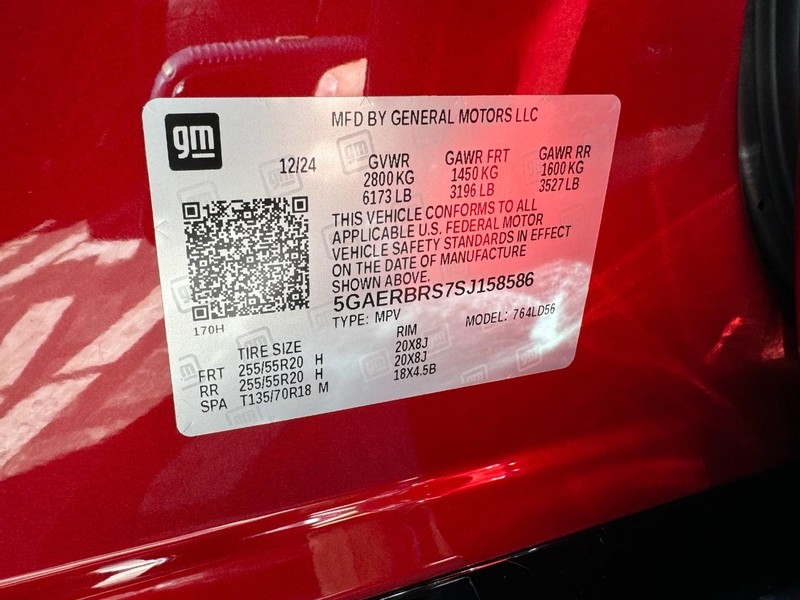 gm
MFD BY GENERAL MOTORS LLC
12/24
GVWR GAWR FRT GAWR RR
2800 KG 1450 KG 1600 KG
6173 LB 3196 LB 3527 LB
THIS VEHICLE CONFORMS TO ALL
APPLICABLE U.S. FEDERAL MOTOR
VEHICLE SAFETY STANDARDS IN EFFECT
ON THE DATE OF MANUFACTURE
SHOWN ABOVE.
5GAERBRS7SJ158586
TYPE: MPV MODEL: 764LD56
170H
TIRE SIZE RIM
FRT 255/55R20 H 20X8J
RR 255/55R20 H 20X8J
SPA T135/70R18 M 18X4.5B